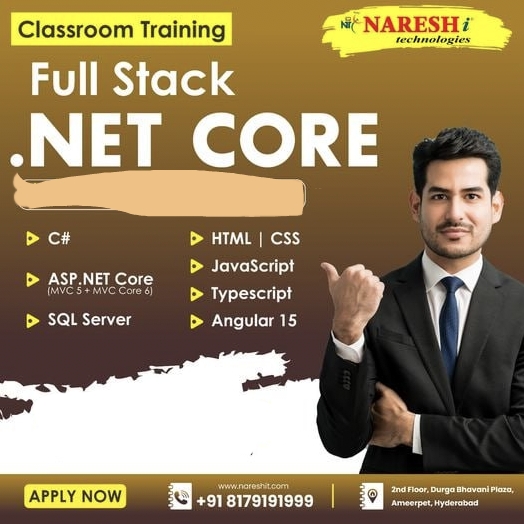 Classroom Training
NARESH i
technologies
Full Stack
.NET CORE
C#
ASP.NET Core
(MVC 5 + MVC Core 6)
SQL Server
HTML | CSS
JavaScript
Typescript
Angular 15
APPLY NOW
www.nareshit.com
+91 8179191999
2nd Floor, Durga Bhavani Plaza,
Ameerpet, Hyderabad